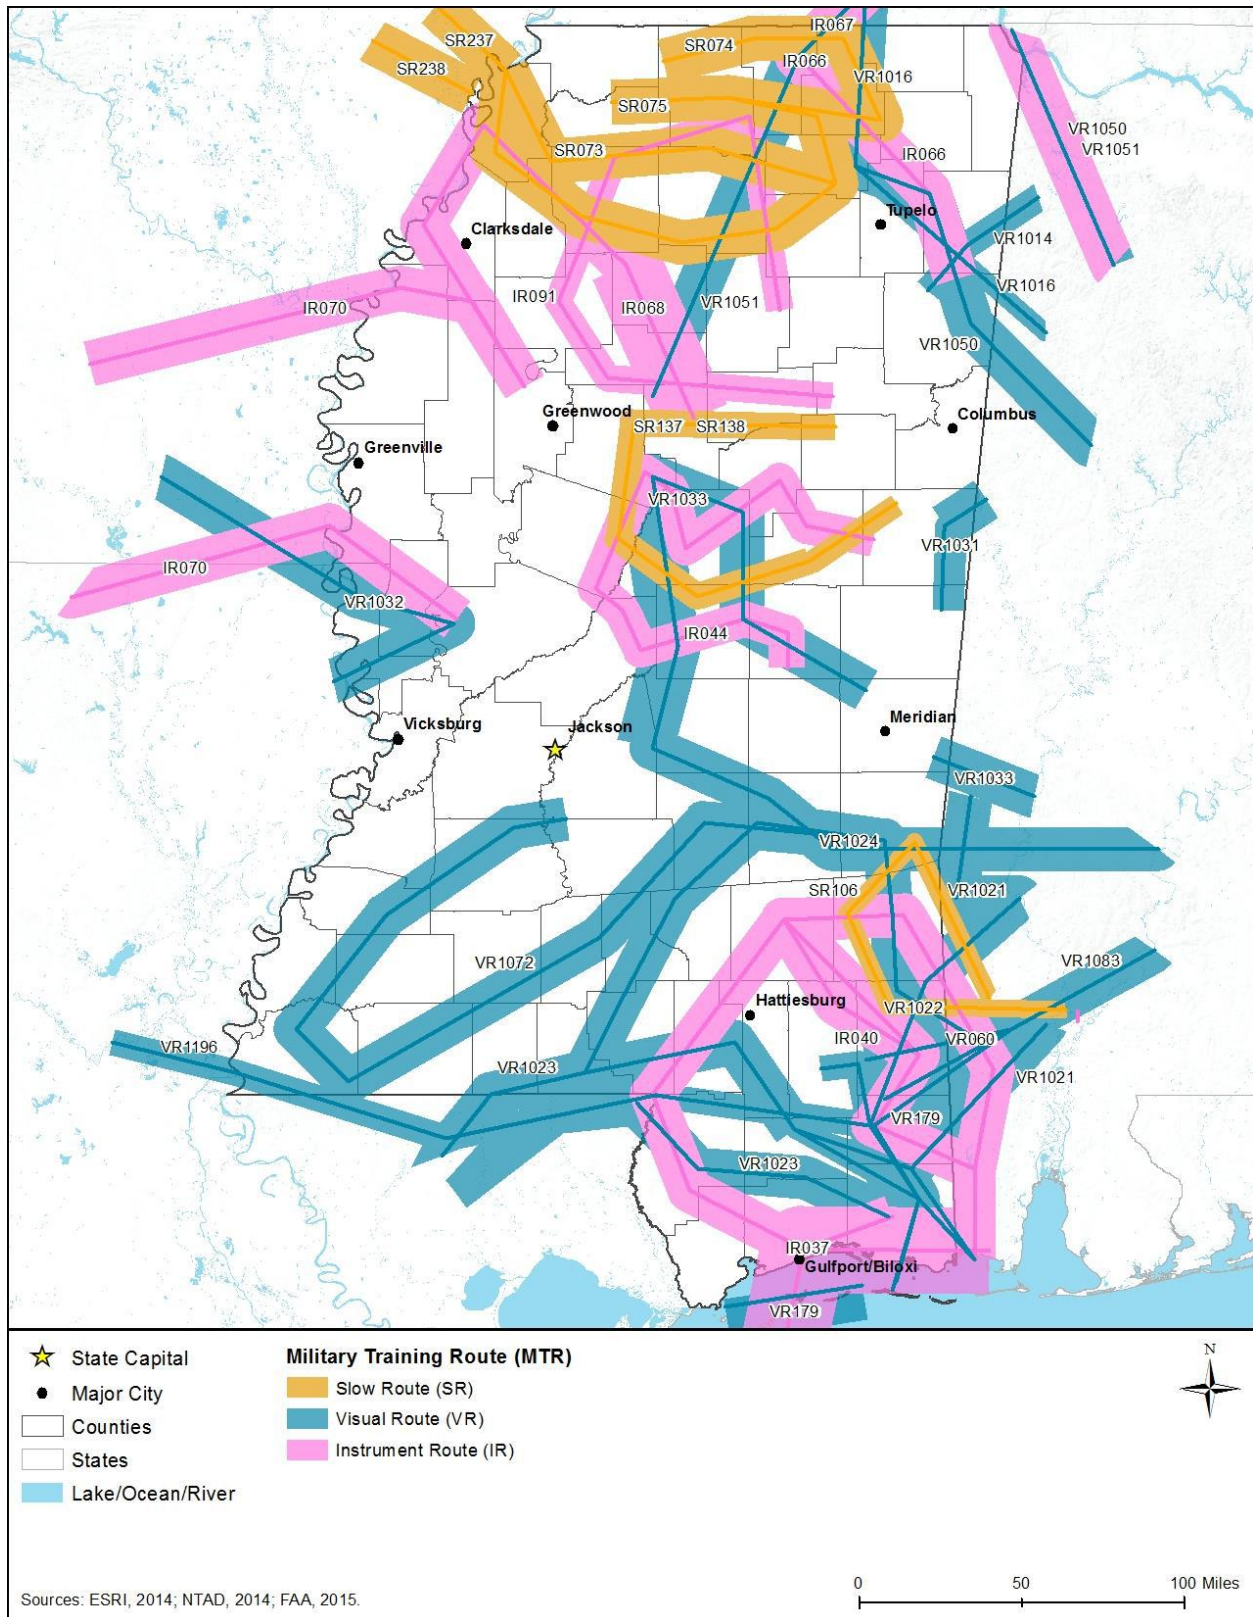 IR067
SR237
SR074
IR066
SR238
VR1016
SR075
VR1050
VR1051
SR073
IR066
Tupelo
Clarksdale
VR1014
VR1016
IR091
IR068
VR1051
IR070
VR1050
Greenwood
Columbus
SR137
SR138
Greenville
VR1033
VR1031
IR070
VR1032
IR044
Vicksburg
Jackson
Meridian
VR1033
VR1024
SR106
VR1021
VR1072
VR1083
Hattiesburg
VR1022
IR040
VR060
VR1196
VR1023
VR1021
VR179
VR1023
IR037
Gulfport/Biloxi
VR179
State Capital
Major City
Counties
States
Lake/Ocean/River
Military Training Route (MTR)
Slow Route (SR)
Visual Route (VR)
Instrument Route (IR)
N
0 50 100 Miles
Sources: ESRI, 2014; NTAD, 2014; FAA, 2015.